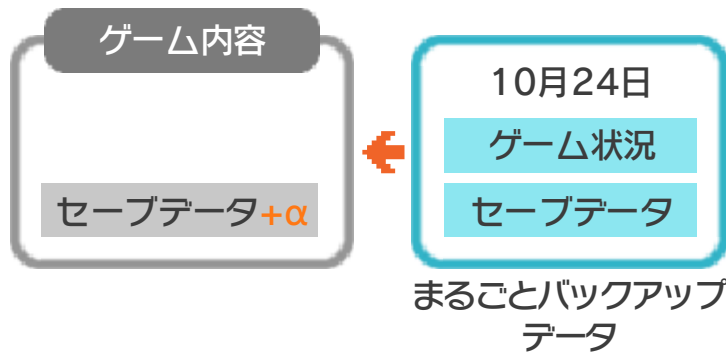 ゲーム内容
セーブデータ+α
10月24日
ゲーム状況
セーブデータ
まるごとバックアップ
データ